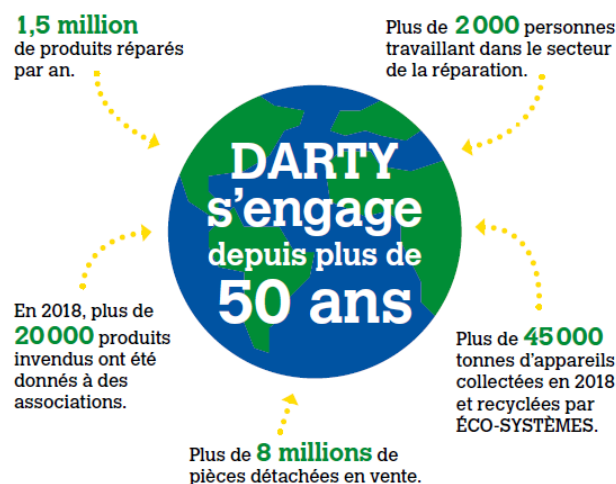 1,5 million
de produits réparés
par an.
Plus de 2 000 personnes
travaillant dans le secteur
de la réparation.
DARTY
s’engage
depuis plus de
50 ans
En 2018, plus de
20 000 produits
invendus ont été
donnés à des
associations.
Plus de 45 000
tonnes d’appareils
collectées en 2018
et recyclées par
ÉCO-SYSTÈMES.
Plus de 8 millions de
pièces détachées en vente.